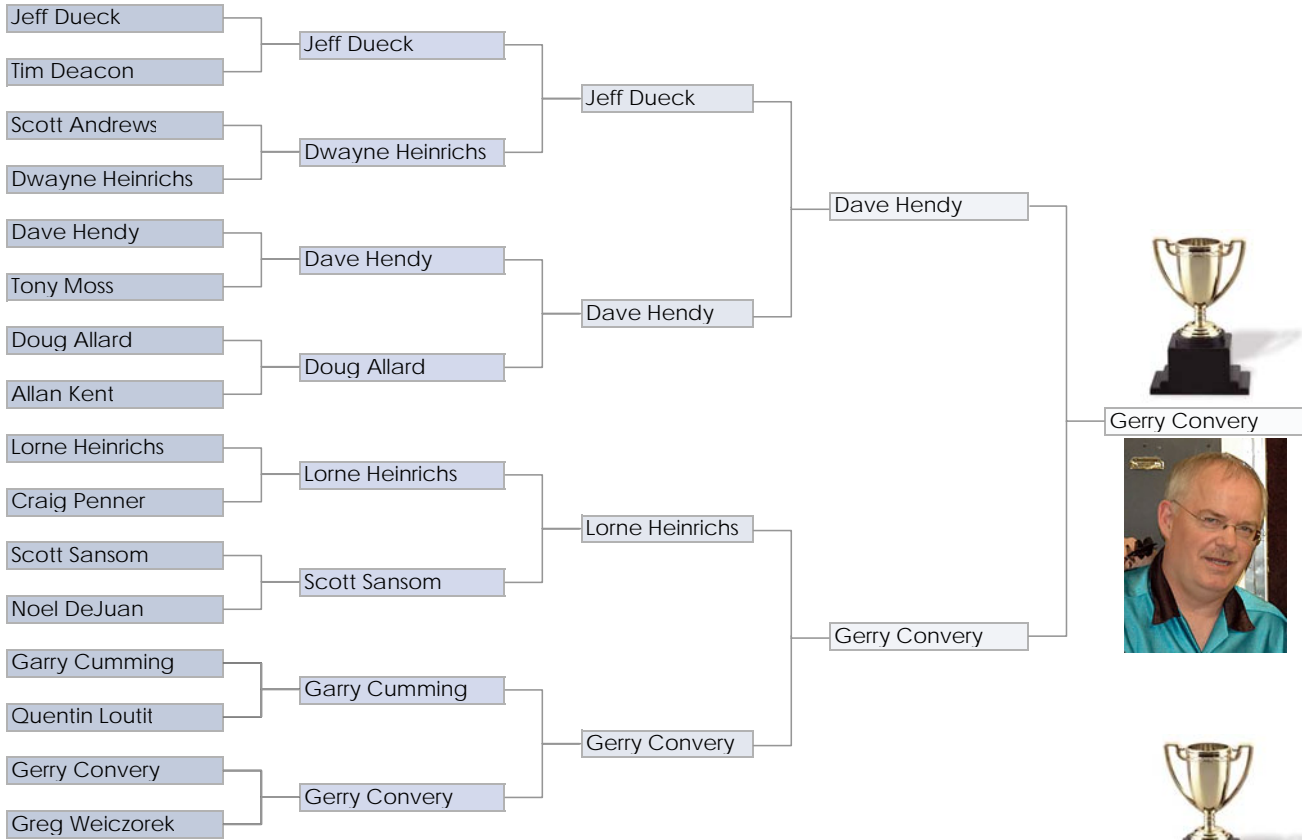 Jeff Dueck
Tim Deacon
Scott Andrews
Dwayne Heinrichs
Dave Hendy
Tony Moss
Doug Allard
Allan Kent
Lorne Heinrichs
Craig Penner
Scott Sansom
Noel DeJuan
Garry Cumming
Quentin Loutit
Gerry Convery
Greg Weiczorek
Jeff Dueck
Dwayne Heinrichs
Dave Hendy
Doug Allard
Lorne Heinrichs
Scott Sansom
Garry Cumming
Gerry Convery
Jeff Dueck
Dave Hendy
Lorne Heinrichs
Gerry Convery
Dave Hendy
Gerry Convery
Gerry Convery